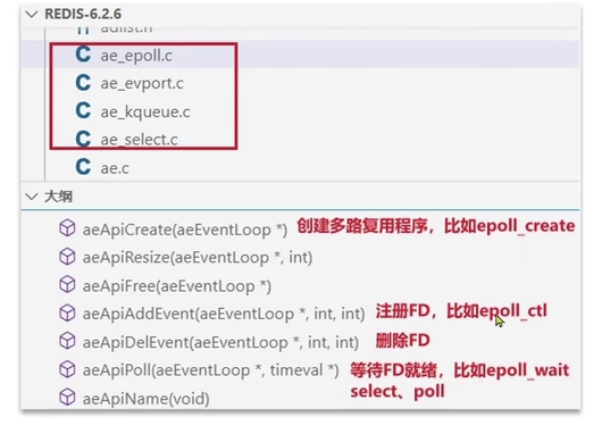 REDIS-6.2.6
adlist.h
C ae_epoll.c
C ae_evport.c
C ae_kqueue.c
C ae_select.c
C ae.c
大纲
aeApiCreate(aeEventLoop *) 创建多路复用程序，比如epoll_create
aeApiResize(aeEventLoop *, int)
aeApiFree(aeEventLoop *)
aeApiAddEvent(aeEventLoop *, int, int) 注册FD，比如epoll_ctl
aeApiDelEvent(aeEventLoop *, int, int) 删除FD
aeApiPoll(aeEventLoop *, timeval *) 等待FD就绪，比如epoll_wait
select、poll
aeApiName(void)